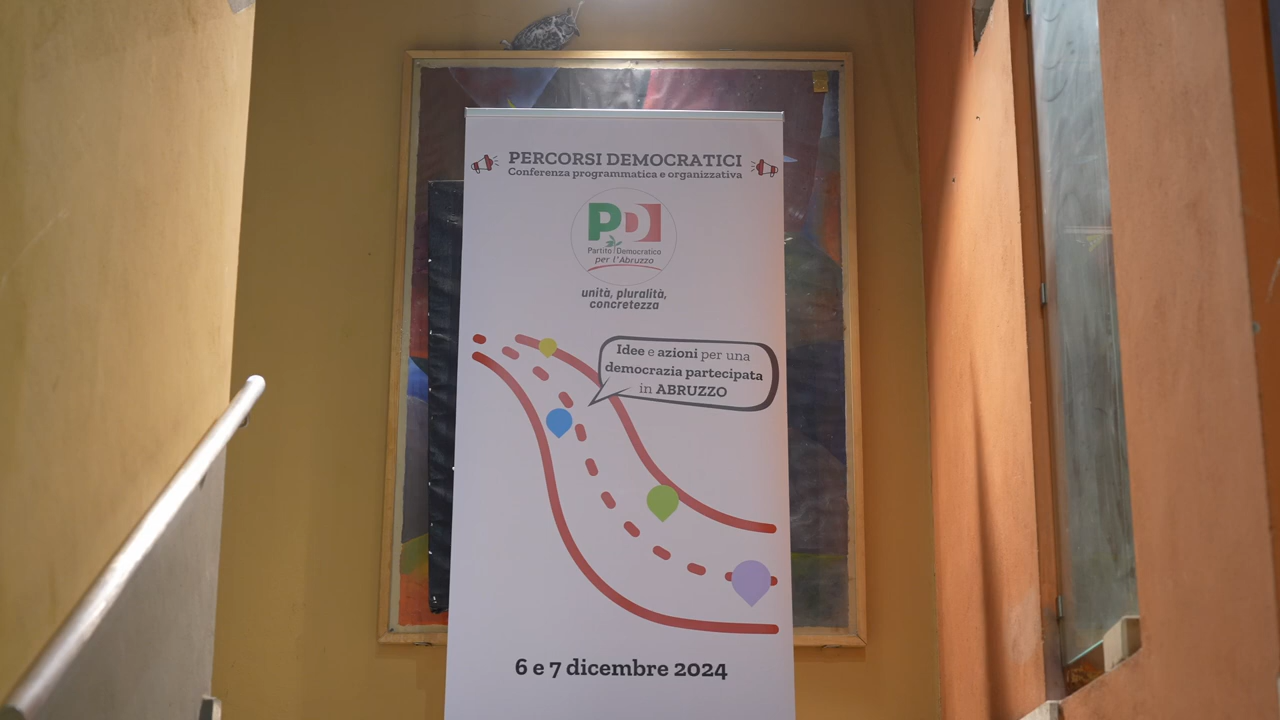 PERCORSI DEMOCRATICI
Conferenza programmatica e organizzativa
PD
Partito Democratico
per l'Abruzzo
unità, pluralità,
concretezza
Idee e azioni per una
democrazia partecipata
in ABRUZZO
6 e 7 dicembre 2024